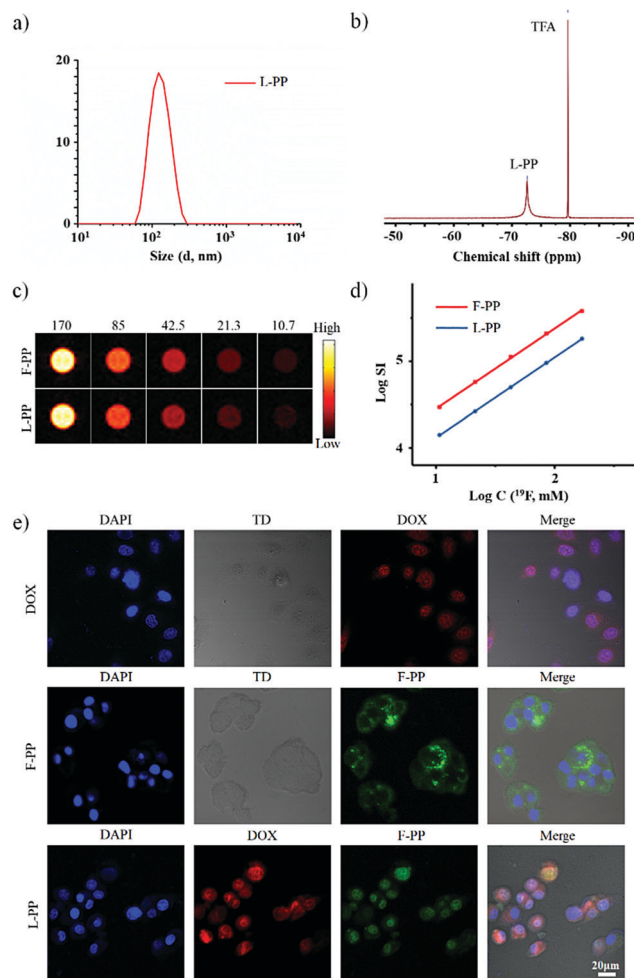 a)
20
10
0
L-PP
10¹ 10² 10³ 10⁴
Size (d, nm)
b)
TFA
L-PP
-50 -60 -70 -80 -90
Chemical shift (ppm)
c)
170 85 42.5 21.3 10.7
F-PP
L-PP
High
Low
d)
F-PP
L-PP
Log SI
5
4
1 2
Log C (¹⁹F, mM)
e)
DAPI TD DOX Merge
DOX
DAPI TD F-PP Merge
F-PP
DAPI DOX F-PP Merge
L-PP
20μm